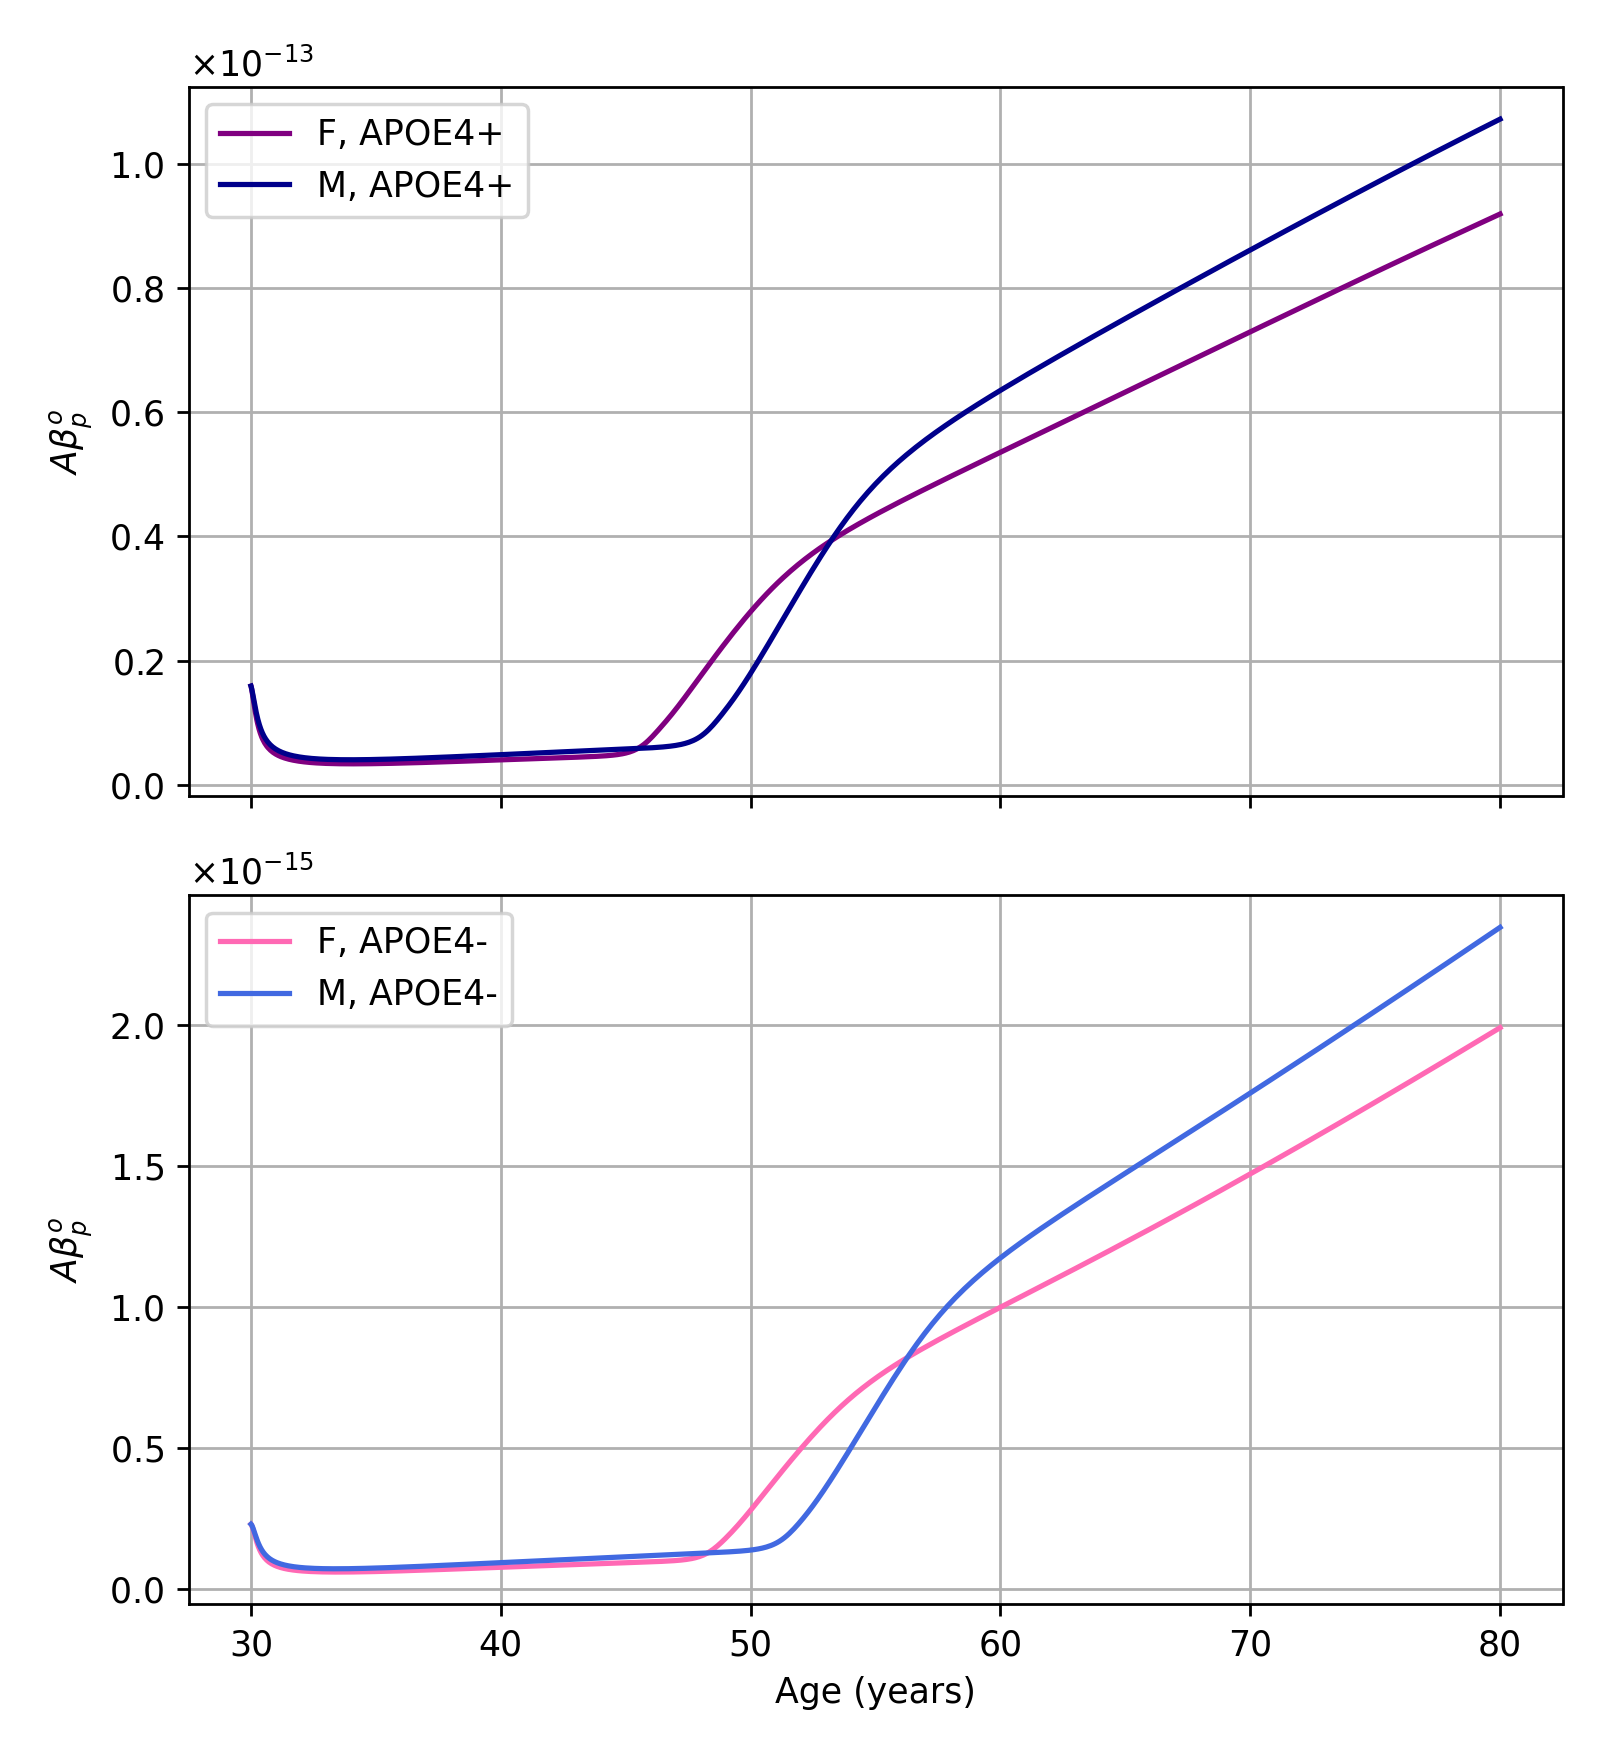 ×10⁻¹³
F, APOE4+
M, APOE4+
1.0
0.8
0.6
0.4
0.2
0.0
Aβₚᵒ
×10⁻¹⁵
F, APOE4-
M, APOE4-
2.0
1.5
1.0
0.5
0.0
Aβₚᵒ
30 40 50 60 70 80
Age (years)